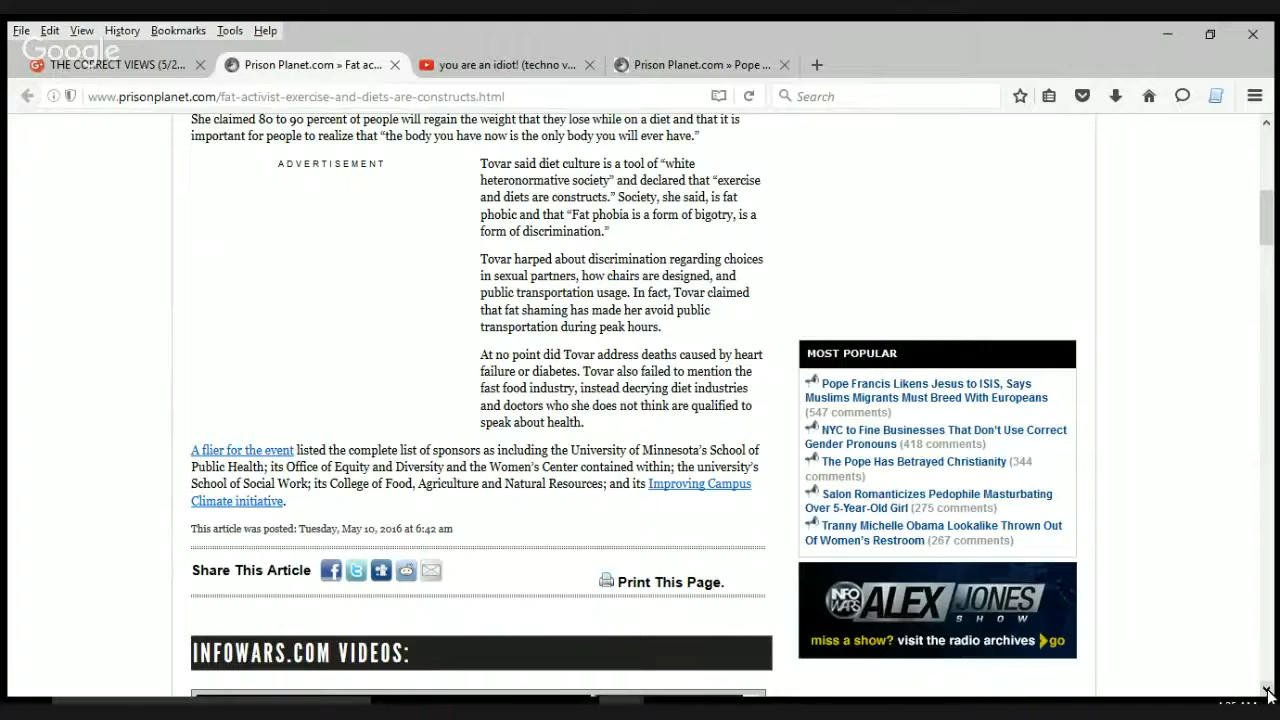 File Edit View History Bookmarks Tools Help
Google
THE CORRECT VIEWS (5/2...
Prison Planet.com » Fat ac...
you are an idiot! (techno v...
Prison Planet.com » Pope ...
www.prisonplanet.com/fat-activist-exercise-and-diets-are-constructs.html
Search
She claimed 80 to 90 percent of people will regain the weight that they lose while on a diet and that it is
important for people to realize that “the body you have now is the only body you will ever have.”
ADVERTISEMENT
Tovar said diet culture is a tool of “white
heteronormative society” and declared that “exercise
and diets are constructs.” Society, she said, is fat
phobic and that “Fat phobia is a form of bigotry, is a
form of discrimination.”
Tovar harped about discrimination regarding choices
in sexual partners, how chairs are designed, and
public transportation usage. In fact, Tovar claimed
that fat shaming has made her avoid public
transportation during peak hours.
At no point did Tovar address deaths caused by heart
failure or diabetes. Tovar also failed to mention the
fast food industry, instead decrying diet industries
and doctors who she does not think are qualified to
speak about health.
A flier for the event listed the complete list of sponsors as including the University of Minnesota’s School of
Public Health; its Office of Equity and Diversity and the Women’s Center contained within; the university’s
School of Social Work; its College of Food, Agriculture and Natural Resources; and its Improving Campus
Climate initiative.
This article was posted: Tuesday, May 10, 2016 at 6:42 am
Share This Article
Print This Page.
INFOWARS.COM VIDEOS:
MOST POPULAR
Pope Francis Likens Jesus to ISIS, Says
Muslims Migrants Must Breed With Europeans
(547 comments)
NYC to Fine Businesses That Don't Use Correct
Gender Pronouns (418 comments)
The Pope Has Betrayed Christianity (344
comments)
Salon Romanticizes Pedophile Masturbating
Over 5-Year-Old Girl (275 comments)
Tranny Michelle Obama Lookalike Thrown Out
Of Women's Restroom (267 comments)
INFO WARS ALEX JONES
SHOW
miss a show? visit the radio archives go